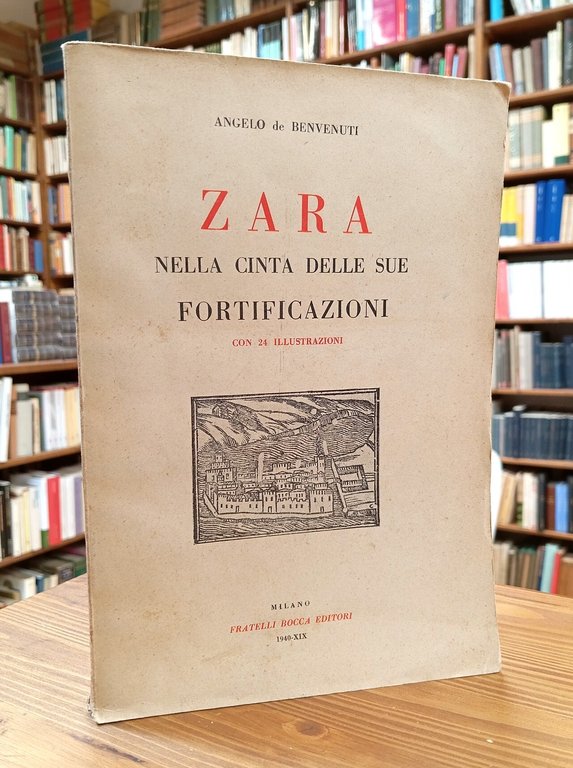 ANGELO de BENVENUTI
ZARA
NELLA CINTA DELLE SUE
FORTIFICAZIONI
CON 24 ILLUSTRAZIONI
MILANO
FRATELLI BOCCA EDITORI
1940-XIX